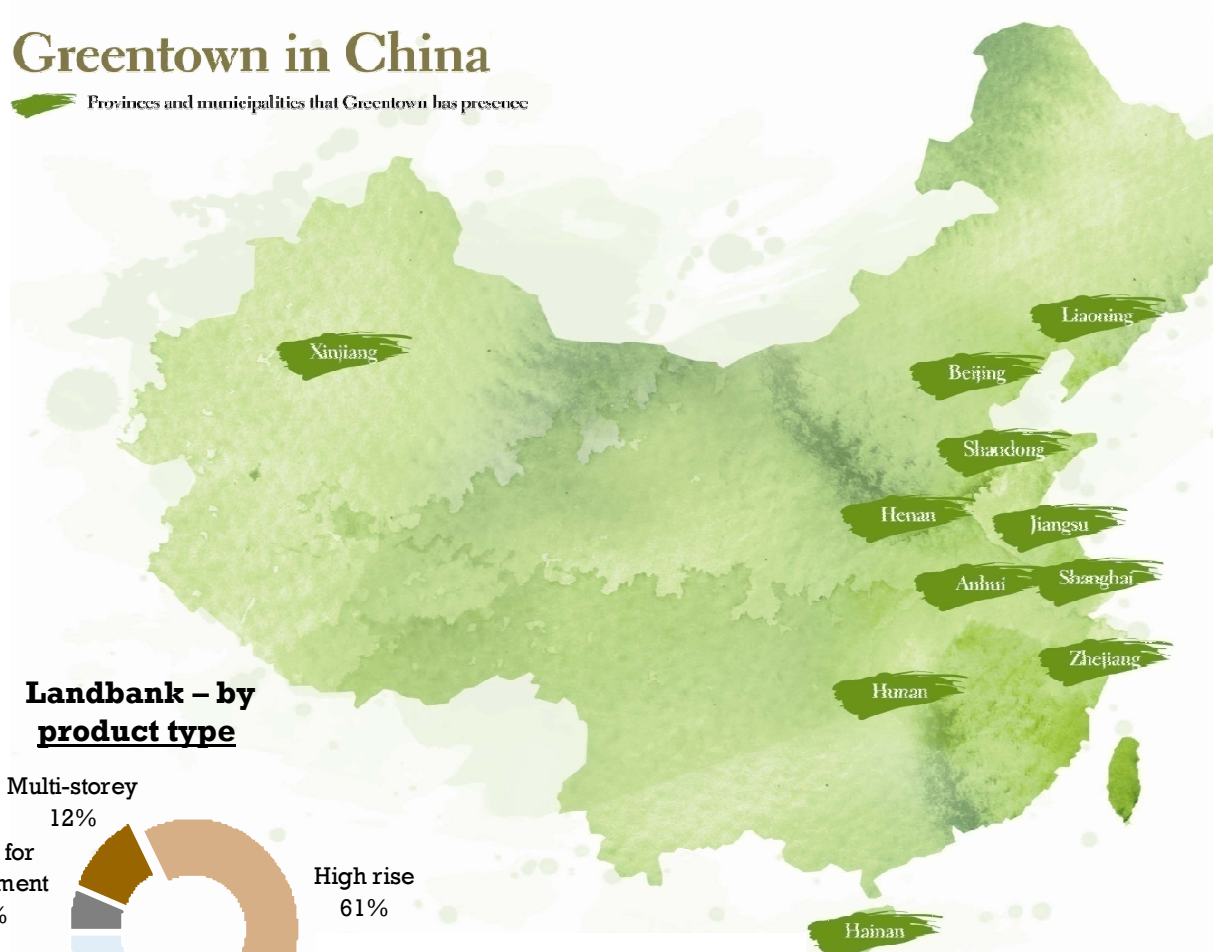 Greentown in China
Provinces and municipalities that Greentown has presence
Liaoning
Xinjiang
Beijing
Shandong
Henan
Jiangsu
Anhui
Shanghai
Zhejiang
Hunan
Landbank – by
product type
Multi-storey
12%
for
High rise
61%
Hainan